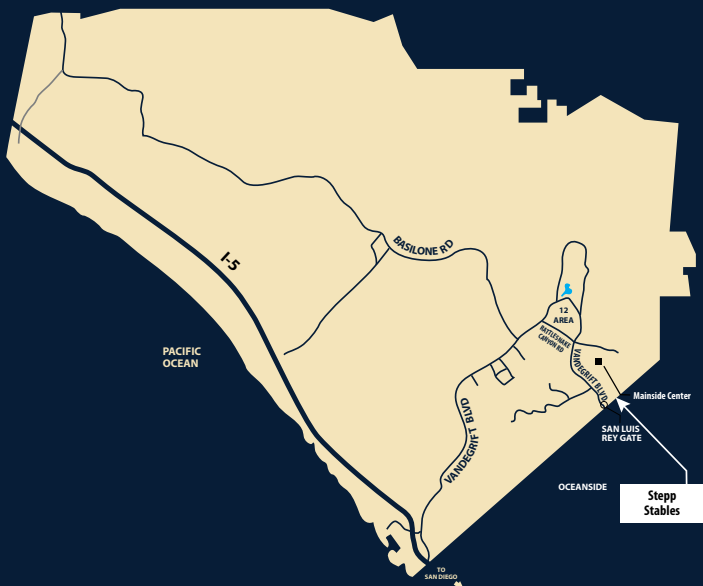 BASILONE RD
I-5
12
AREA
RATTLESNAKE
CANYON RD
PACIFIC
OCEAN
VANDEGRIFT BLVD
Mainside Center
VANDEGRIFT BLVD
SAN LUIS
REY GATE
OCEANSIDE
Stepp
Stables
TO
SAN DIEGO